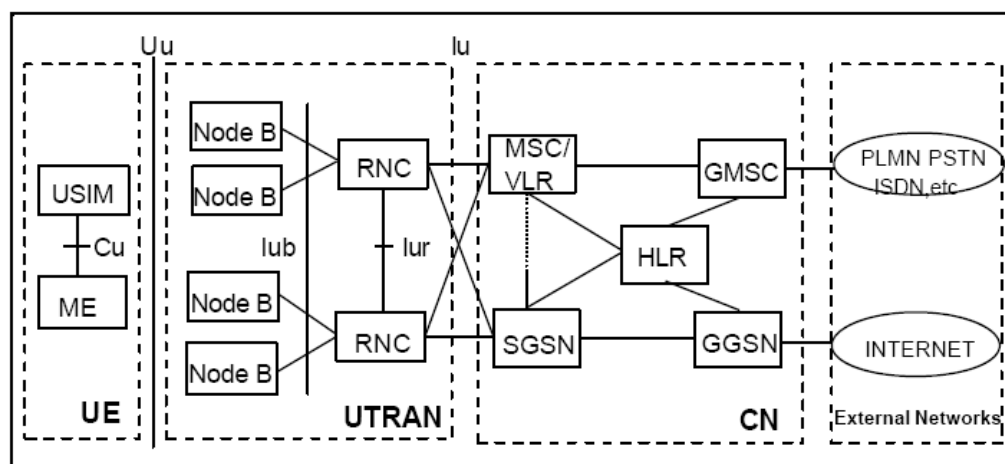 Uu
Iu
Node B
Node B
RNC
MSC/
VLR
GMSC
PLMN PSTN
ISDN,etc
USIM
Cu
ME
Iub
Iur
HLR
Node B
Node B
RNC
SGSN
GGSN
INTERNET
UE
UTRAN
CN
External Networks